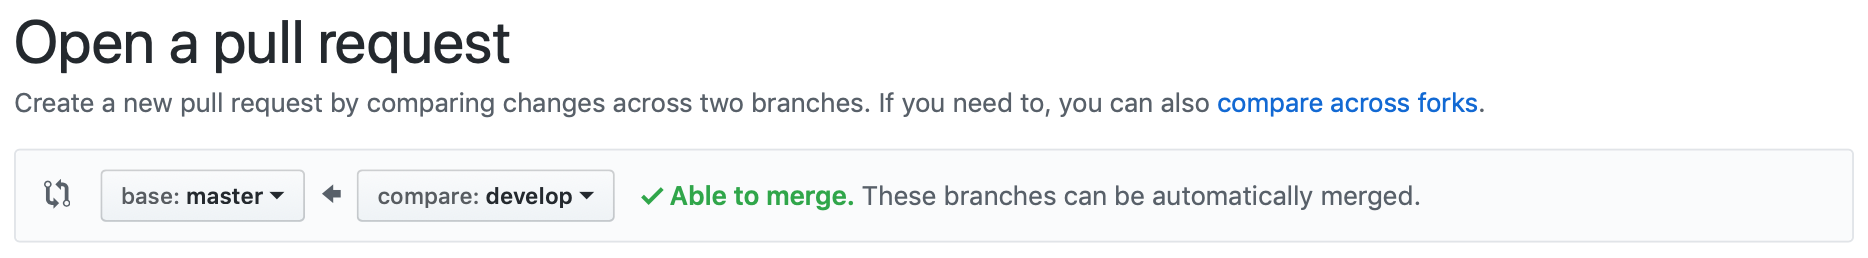 Open a pull request
Create a new pull request by comparing changes across two branches. If you need to, you can also compare across forks.
base: master compare: develop Able to merge. These branches can be automatically merged.